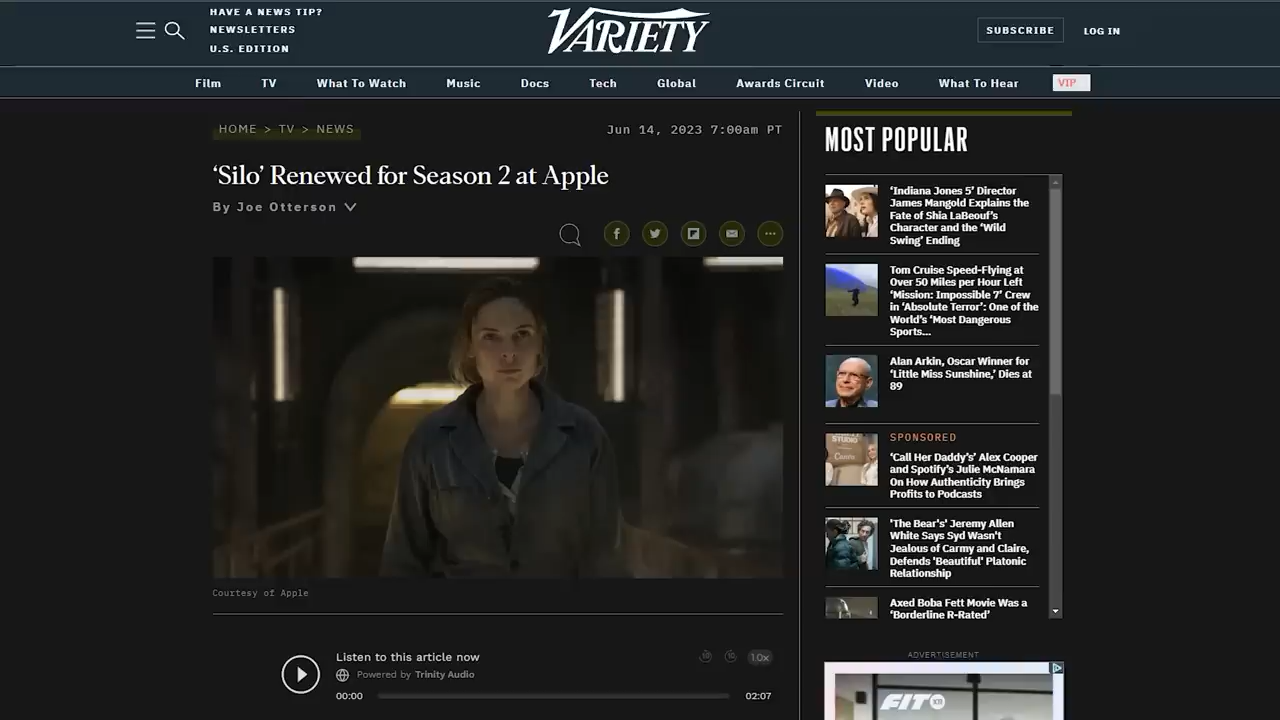 HAVE A NEWS TIP?
NEWSLETTERS
U.S. EDITION
VARIETY
SUBSCRIBE
LOG IN
Film
TV
What To Watch
Music
Docs
Tech
Global
Awards Circuit
Video
What To Hear
VIP
HOME > TV > NEWS
Jun 14, 2023 7:00am PT
‘Silo’ Renewed for Season 2 at Apple
By Joe Otterson
Courtesy of Apple
Listen to this article now
1.0x
Powered by Trinity Audio
00:00
02:07
MOST POPULAR
‘Indiana Jones 5’ Director
James Mangold Explains the
Fate of Shia LaBeouf’s
Character and the ‘Wild
Swing’ Ending
Tom Cruise Speed-Flying at
Over 50 Miles per Hour Left
‘Mission: Impossible 7’ Crew
in ‘Absolute Terror’: One of the
World’s ‘Most Dangerous
Sports...
Alan Arkin, Oscar Winner for
‘Little Miss Sunshine,’ Dies at
89
STUDIO
Canva
SPONSORED
‘Call Her Daddy’s’ Alex Cooper
and Spotify’s Julie McNamara
On How Authenticity Brings
Profits to Podcasts
'The Bear's' Jeremy Allen
White Says Syd Wasn't
Jealous of Carmy and Claire,
Defends 'Beautiful' Platonic
Relationship
Axed Boba Fett Movie Was a
‘Borderline R-Rated’
ADVERTISEMENT
FIT